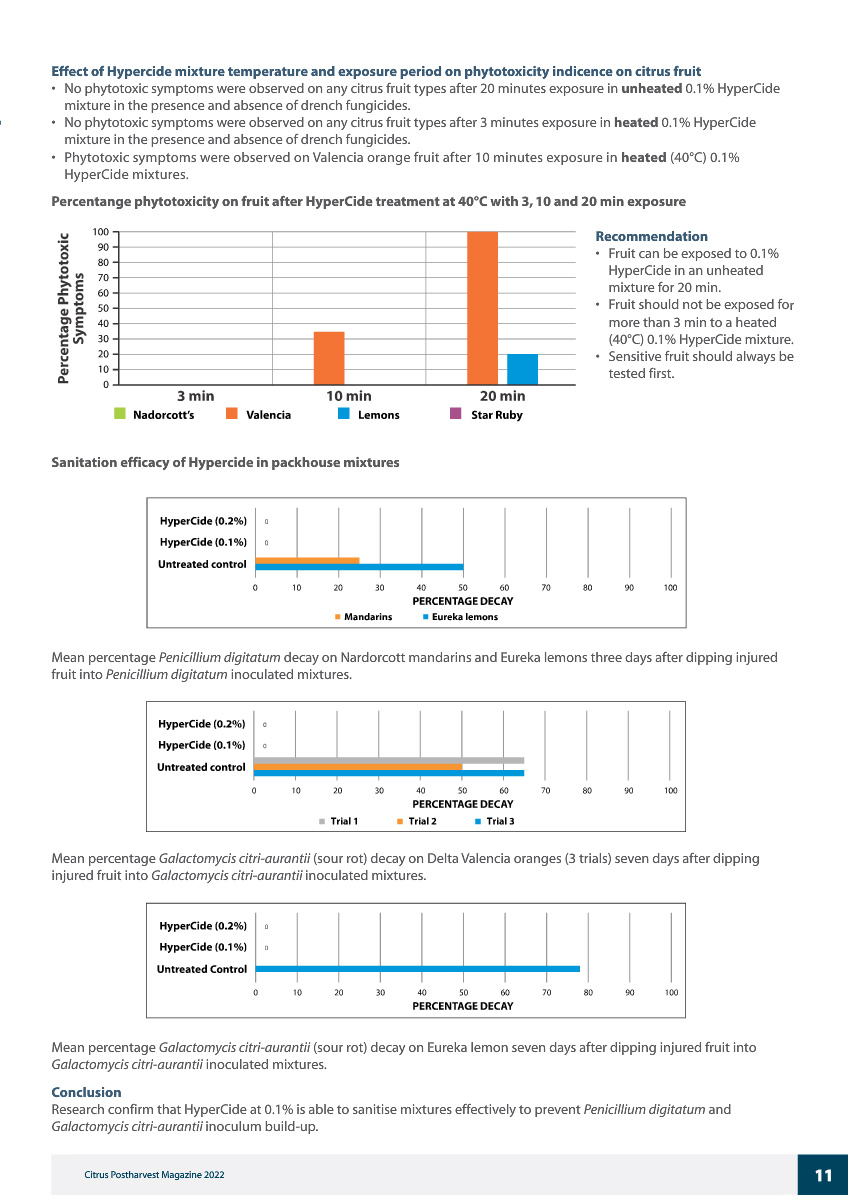 Effect of Hypercide mixture temperature and exposure period on phytotoxicity indicence on citrus fruit
• No phytotoxic symptoms were observed on any citrus fruit types after 20 minutes exposure in unheated 0.1% HyperCide
mixture in the presence and absence of drench fungicides.
• No phytotoxic symptoms were observed on any citrus fruit types after 3 minutes exposure in heated 0.1% HyperCide
mixture in the presence and absence of drench fungicides.
• Phytotoxic symptoms were observed on Valencia orange fruit after 10 minutes exposure in heated (40°C) 0.1%
HyperCide mixtures.
Percentange phytotoxicity on fruit after HyperCide treatment at 40°C with 3, 10 and 20 min exposure
Percentage Phytotoxic
Symptoms
100
90
80
70
60
50
40
30
20
10
0
3 min 10 min 20 min
Nadorcott's Valencia Lemons Star Ruby
Recommendation
• Fruit can be exposed to 0.1%
HyperCide in an unheated
mixture for 20 min.
• Fruit should not be exposed for
more than 3 min to a heated
(40°C) 0.1% HyperCide mixture.
• Sensitive fruit should always be
tested first.
Sanitation efficacy of Hypercide in packhouse mixtures
HyperCide (0.2%) 0
HyperCide (0.1%) 0
Untreated control
0 10 20 30 40 50 60 70 80 90 100
PERCENTAGE DECAY
Mandarins Eureka lemons
Mean percentage Penicillium digitatum decay on Nardorcott mandarins and Eureka lemons three days after dipping injured
fruit into Penicillium digitatum inoculated mixtures.
HyperCide (0.2%) 0
HyperCide (0.1%) 0
Untreated control
0 10 20 30 40 50 60 70 80 90 100
PERCENTAGE DECAY
Trial 1 Trial 2 Trial 3
Mean percentage Galactomycis citri-aurantii (sour rot) decay on Delta Valencia oranges (3 trials) seven days after dipping
injured fruit into Galactomycis citri-aurantii inoculated mixtures.
HyperCide (0.2%) 0
HyperCide (0.1%) 0
Untreated Control
0 10 20 30 40 50 60 70 80 90 100
PERCENTAGE DECAY
Mean percentage Galactomycis citri-aurantii (sour rot) decay on Eureka lemon seven days after dipping injured fruit into
Galactomycis citri-aurantii inoculated mixtures.
Conclusion
Research confirm that HyperCide at 0.1% is able to sanitise mixtures effectively to prevent Penicillium digitatum and
Galactomycis citri-aurantii inoculum build-up.
Citrus Postharvest Magazine 2022
11